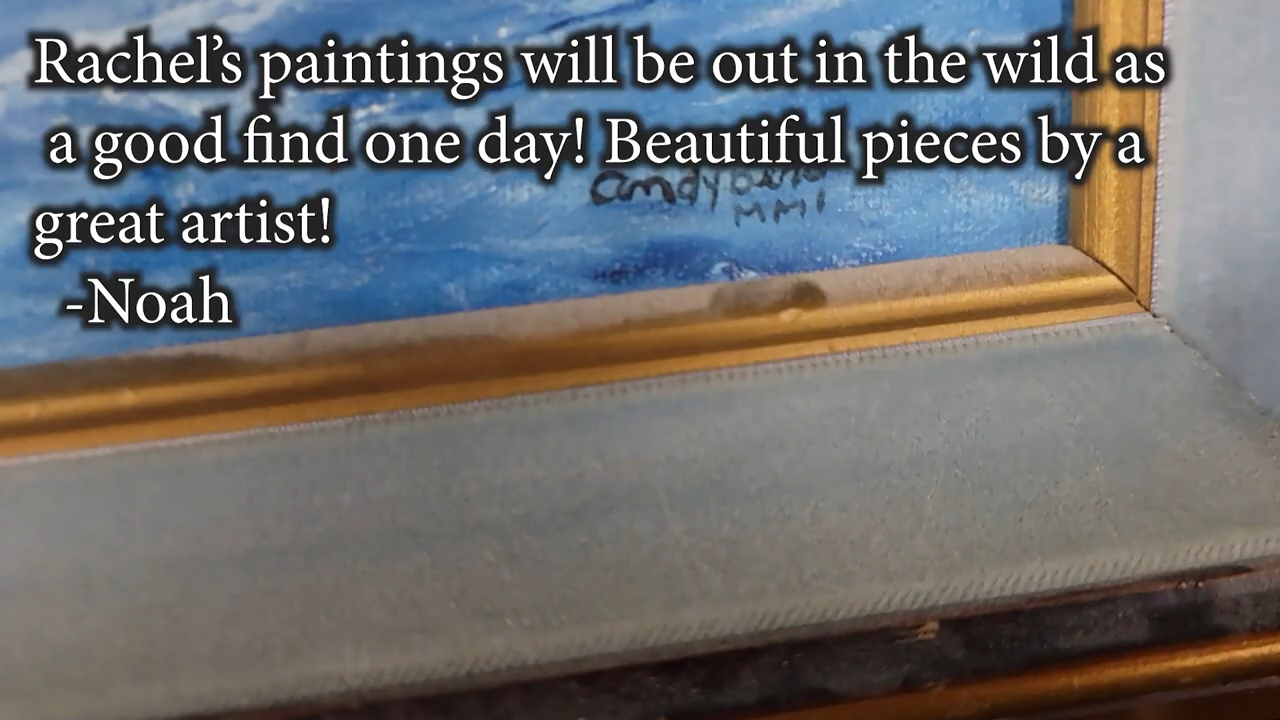 Rachel’s paintings will be out in the wild as
a good find one day! Beautiful pieces by a
great artist!
-Noah
andy
MMI